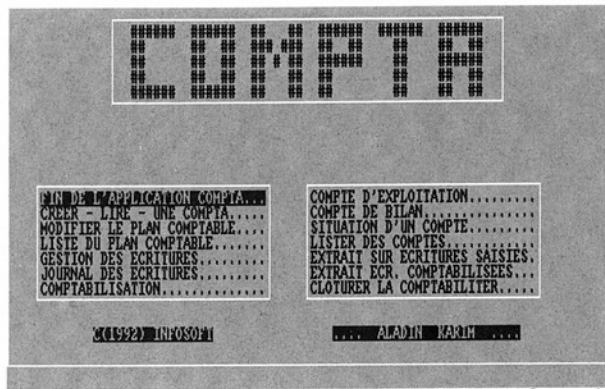 COMPTA
FIN DE L'APPLICATION COMPTA...
CREER - LIRE - UNE COMPTA.....
MODIFIER LE PLAN COMPTABLE....
LISTE DU PLAN COMPTABLE.......
GESTION DES ECRITURES.........
JOURNAL DES ECRITURES.........
COMPTABILISATION..............
COMPTE D'EXPLOITATION.........
COMPTE DE BILAN...............
SITUATION D'UN COMPTE.........
LISTER DES COMPTES............
EXTRAIT SUR ECRITURES SAISIES.
EXTRAIT ECR. COMPTABILISEES...
CLOTURER LA COMPTABILITER.....
C(1992) INFOSOFT
.... ALADIN KARIM ....